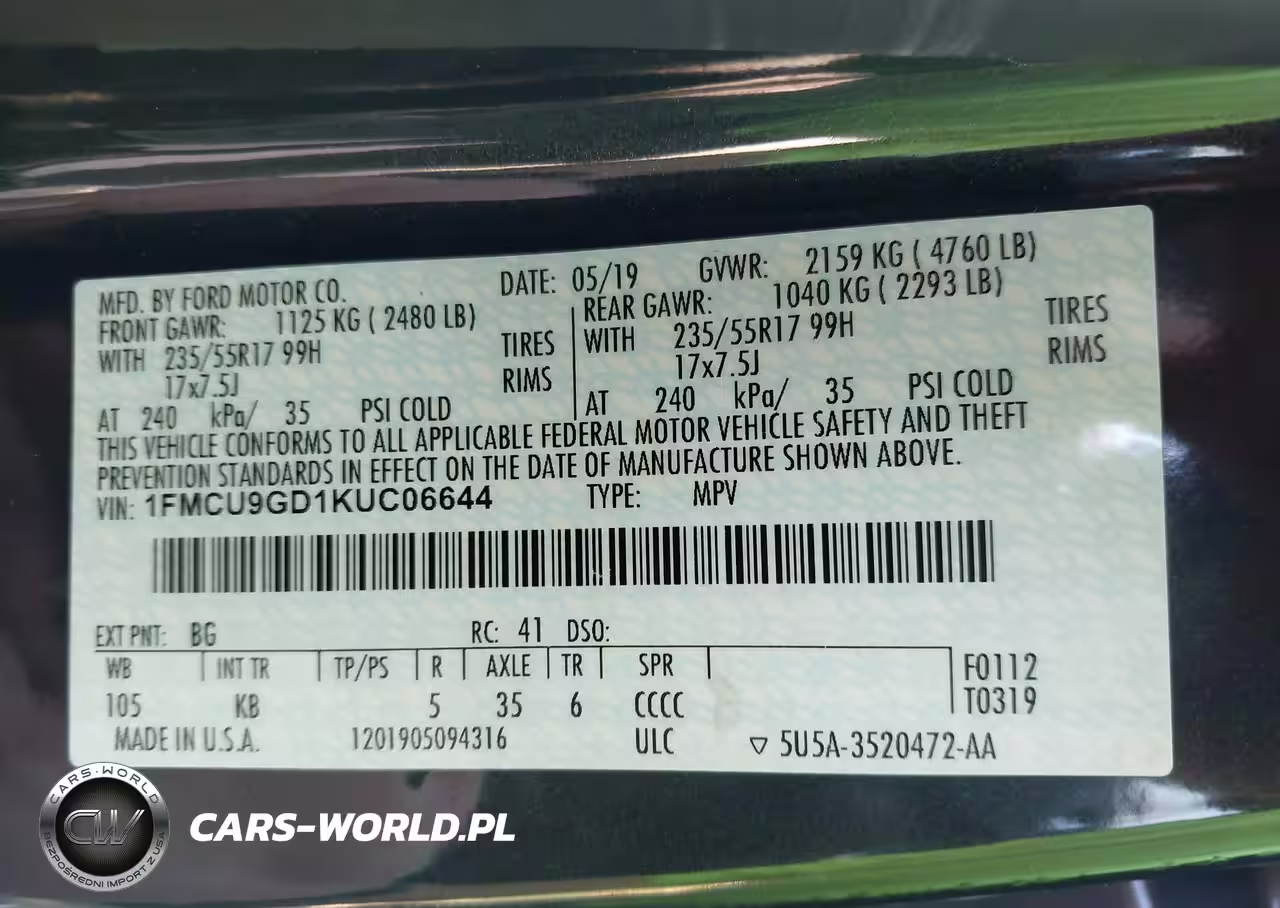 MFD. BY FORD MOTOR CO. DATE: 05/19 GVWR: 2159 KG ( 4760 LB)
FRONT GAWR: 1125 KG ( 2480 LB) REAR GAWR: 1040 KG ( 2293 LB)
WITH 235/55R17 99H TIRES WITH 235/55R17 99H TIRES
17x7.5J RIMS 17x7.5J RIMS
AT 240 kPa/ 35 PSI COLD AT 240 kPa/ 35 PSI COLD
THIS VEHICLE CONFORMS TO ALL APPLICABLE FEDERAL MOTOR VEHICLE SAFETY AND THEFT
PREVENTION STANDARDS IN EFFECT ON THE DATE OF MANUFACTURE SHOWN ABOVE.
VIN: 1FMCU9GD1KUC06644 TYPE: MPV
EXT PNT: BG RC: 41 DSO:
WB INT TR TP/PS R AXLE TR SPR F0112
105 KB 5 35 6 CCCC T0319
MADE IN U.S.A. 1201905094316 ULC ▽ 5U5A-3520472-AA
CARS-WORLD
CW
BEZPOŚREDNI IMPORT Z USA
CARS-WORLD.PL